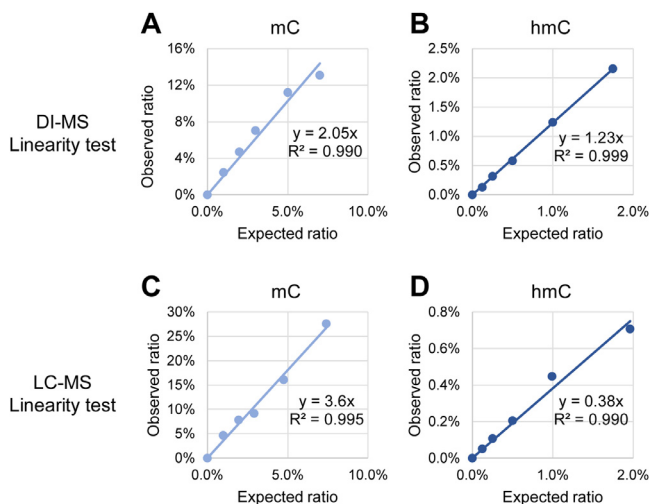 A
mC
16%
12%
8%
4%
0%
Observed ratio
y = 2.05x
R² = 0.990
0.0%
5.0%
10.0%
Expected ratio
B
hmC
2.5%
2.0%
1.5%
1.0%
0.5%
0.0%
Observed ratio
y = 1.23x
R² = 0.999
0.0%
1.0%
2.0%
Expected ratio
DI-MS
Linearity test
C
mC
30%
25%
20%
15%
10%
5%
0%
Observed ratio
y = 3.6x
R² = 0.995
0.0%
5.0%
10.0%
Expected ratio
D
hmC
0.8%
0.6%
0.4%
0.2%
0.0%
Observed ratio
y = 0.38x
R² = 0.990
0.0%
1.0%
2.0%
Expected ratio
LC-MS
Linearity test